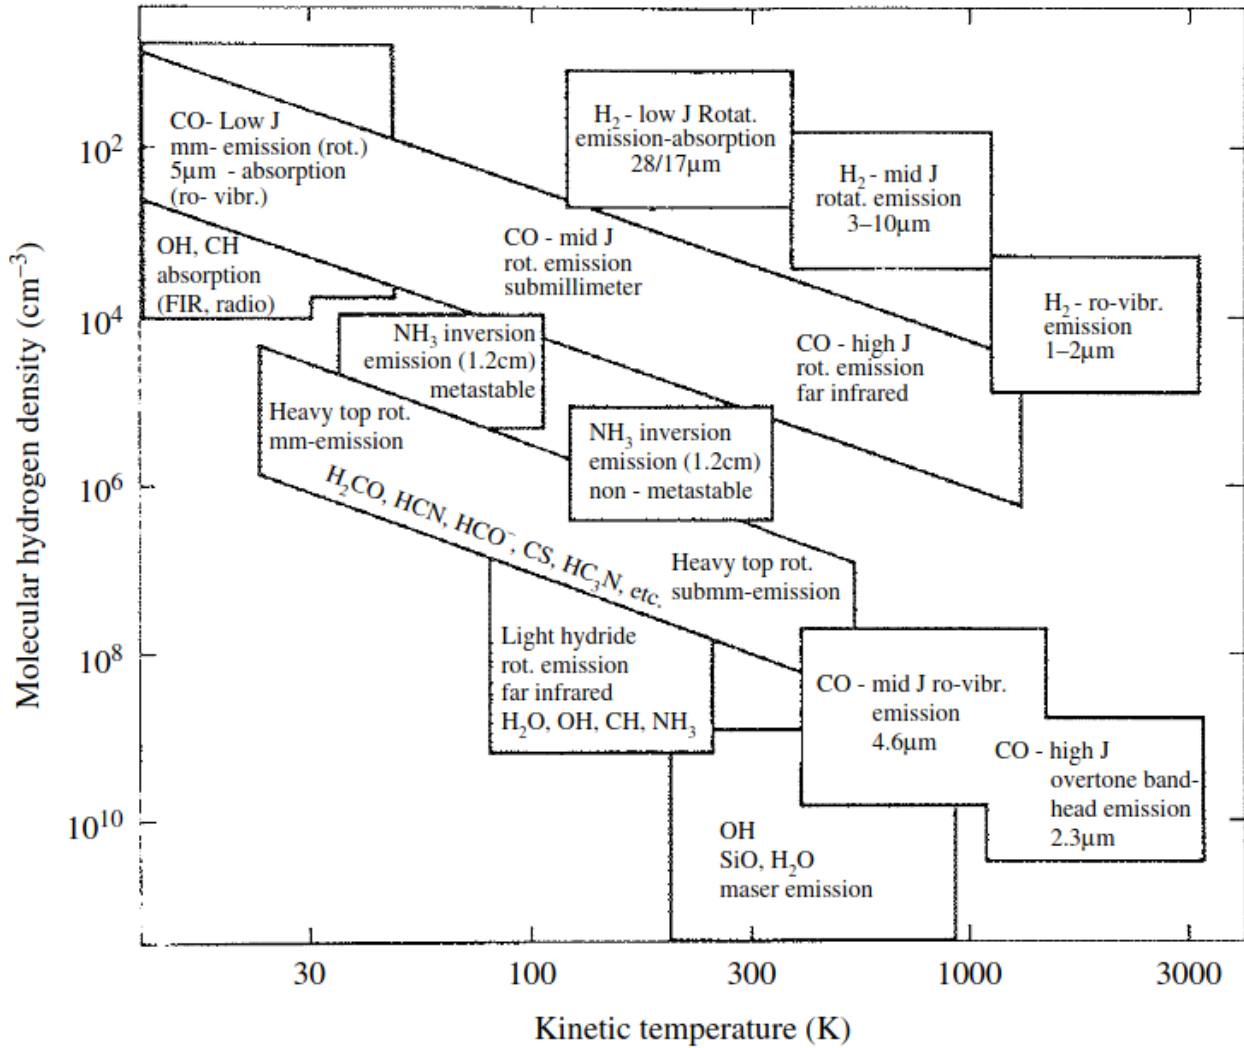 CO- Low J
mm- emission (rot.)
5μm - absorption
(ro- vibr.)
H₂ - low J Rotat.
emission-absorption
28/17μm
H₂ - mid J
rotat. emission
3–10μm
OH, CH
absorption
(FIR, radio)
CO - mid J
rot. emission
submillimeter
H₂ - ro-vibr.
emission
1–2μm
NH₃ inversion
emission (1.2cm)
metastable
CO - high J
rot. emission
far infrared
Heavy top rot.
mm-emission
NH₃ inversion
emission (1.2cm)
non - metastable
H₂CO, HCN, HCO⁻, CS, HC₃N, etc.
Heavy top rot.
submm-emission
Light hydride
rot. emission
far infrared
H₂O, OH, CH, NH₃
CO - mid J ro-vibr.
emission
4.6μm
CO - high J
overtone band-
head emission
2.3μm
OH
SiO, H₂O
maser emission
10²
10⁴
10⁶
10⁸
10¹⁰
Molecular hydrogen density (cm⁻³)
30 100 300 1000 3000
Kinetic temperature (K)